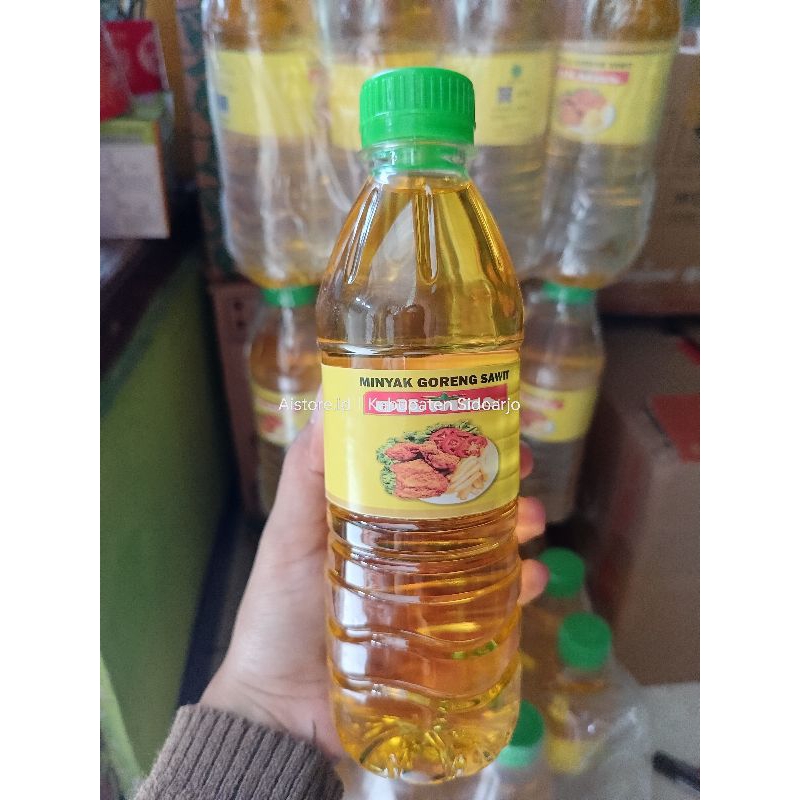 MINYAK GORENG SAWIT
Aistore.id | Kabupaten Sidoarjo